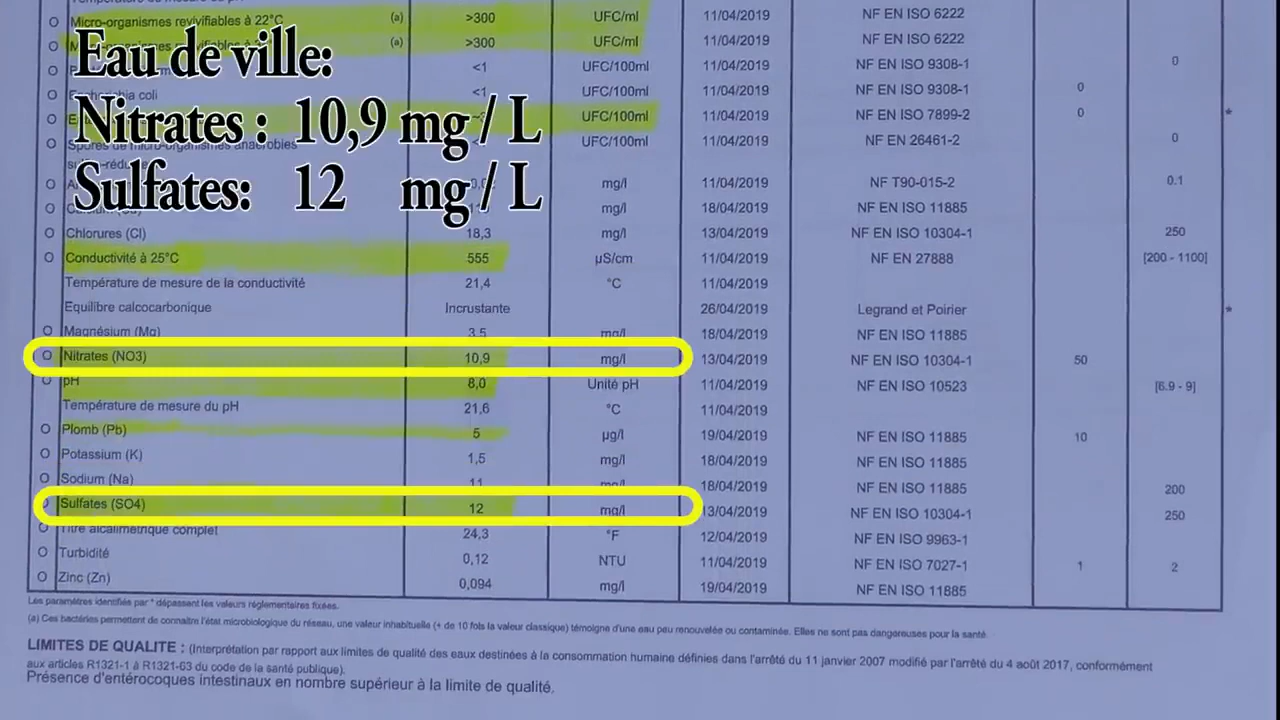 Micro-organismes revivifiables à 22°C (a) >300 UFC/ml 11/04/2019 NF EN ISO 6222
(a) >300 UFC/ml 11/04/2019 NF EN ISO 6222
Eau de ville:
<1 UFC/100ml 11/04/2019 NF EN ISO 9308-1 0
coli <1 UFC/100ml 11/04/2019 NF EN ISO 9308-1 0
UFC/100ml 11/04/2019 NF EN ISO 7899-2 0 *
Nitrates : 10,9 mg / L
Spores de micro-organismes anaérobies UFC/100ml 11/04/2019 NF EN 26461-2 0
mg/l 11/04/2019 NF T90-015-2 0.1
Sulfates: 12 mg / L
mg/l 18/04/2019 NF EN ISO 11885
Chlorures (Cl) 18,3 mg/l 13/04/2019 NF EN ISO 10304-1 250
Conductivité à 25°C 555 µS/cm 11/04/2019 NF EN 27888 [200 - 1100]
Température de mesure de la conductivité 21,4 °C 11/04/2019
Equilibre calcocarbonique Incrustante 26/04/2019 Legrand et Poirier *
Magnésium (Mg) 3,5 mg/l 18/04/2019 NF EN ISO 11885
Nitrates (NO3) 10,9 mg/l 13/04/2019 NF EN ISO 10304-1 50
pH 8,0 Unité pH 11/04/2019 NF EN ISO 10523 [6.9 - 9]
Température de mesure du pH 21,6 °C 11/04/2019
Plomb (Pb) 5 µg/l 19/04/2019 NF EN ISO 11885 10
Potassium (K) 1,5 mg/l 18/04/2019 NF EN ISO 11885
Sodium (Na) 11 mg/l 18/04/2019 NF EN ISO 11885 200
Sulfates (SO4) 12 mg/l 13/04/2019 NF EN ISO 10304-1 250
Titre alcalimétrique complet 24,3 °F 12/04/2019 NF EN ISO 9963-1
Turbidité 0,12 NTU 11/04/2019 NF EN ISO 7027-1 1 2
Zinc (Zn) 0,094 mg/l 19/04/2019 NF EN ISO 11885
Les paramètres identifiés par * dépassent les valeurs réglementaires fixées.
(a) Ces bactéries permettent de connaître l'état microbiologique du réseau, une valeur inhabituelle (+ de 10 fois la valeur classique) témoigne d'une eau peu renouvelée ou contaminée. Elles ne sont pas dangereuses pour la santé.
LIMITES DE QUALITE : (Interprétation par rapport aux limites de qualité des eaux destinées à la consommation humaine définies dans l'arrêté du 11 janvier 2007 modifié par l'arrêté du 4 août 2017, conformément
aux articles R1321-1 à R1321-63 du code de la santé publique).
Présence d'entérocoques intestinaux en nombre supérieur à la limite de qualité.